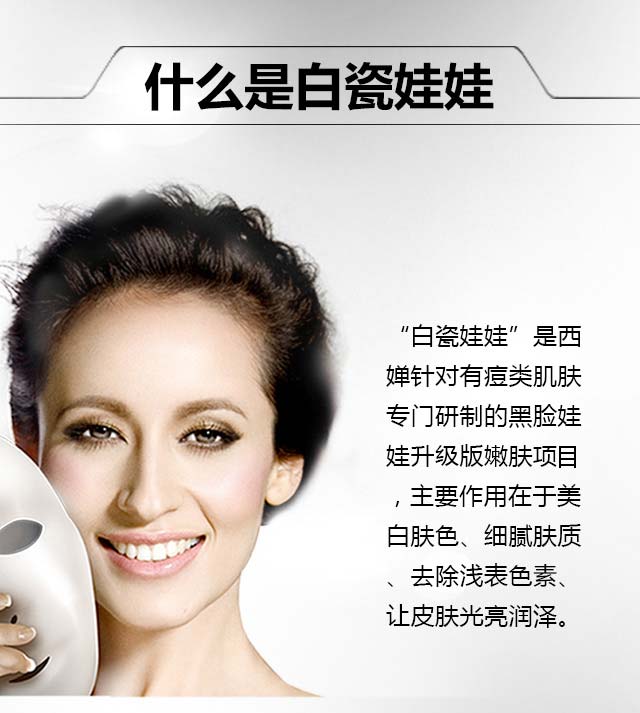 什么是白瓷娃娃
“白瓷娃娃”是西
婵针对有痘类肌肤
专门研制的黑脸娃
娃升级版嫩肤项目
，主要作用在于美
白肤色、细腻肤质
、去除浅表色素、
让皮肤光亮润泽。